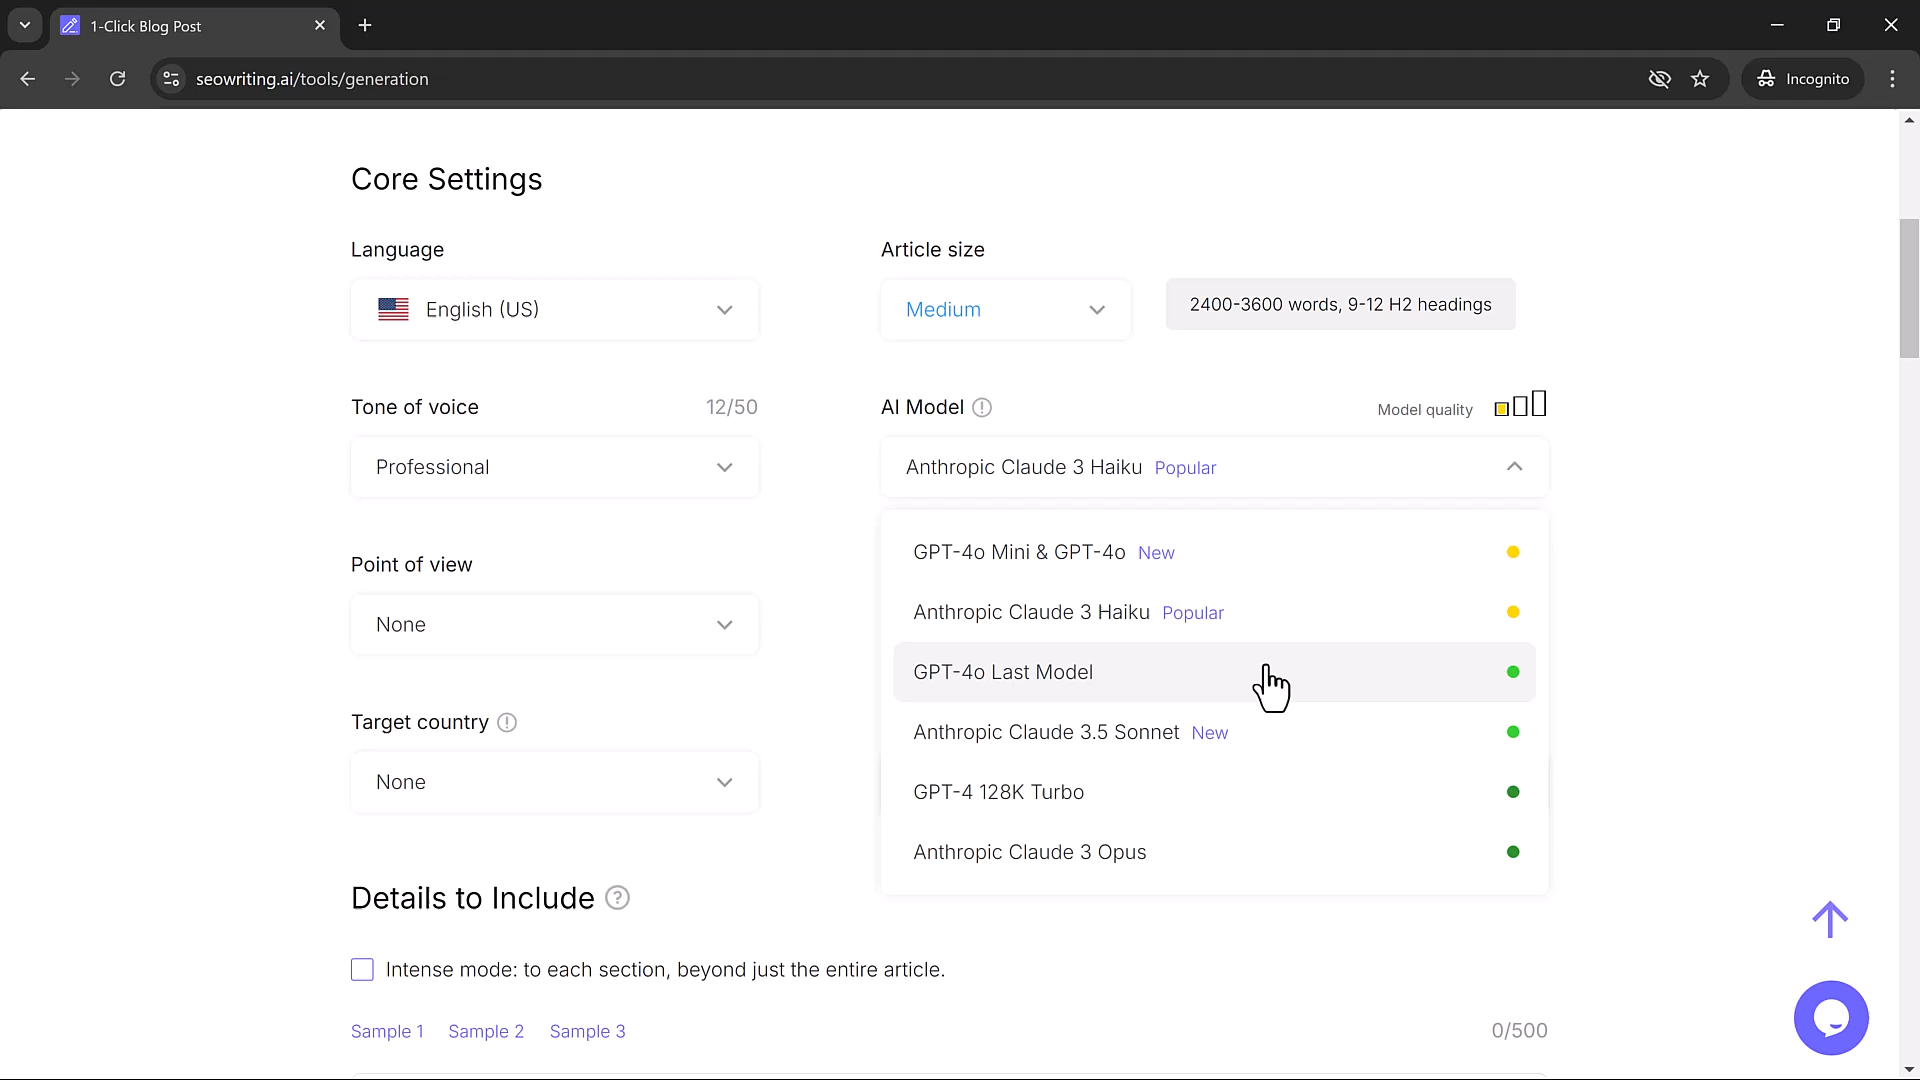 1-Click Blog Post
seowriting.ai/tools/generation
Incognito
Core Settings
Language
Article size
English (US)
Medium
2400-3600 words, 9-12 H2 headings
Tone of voice
12/50
AI Model
Model quality
Professional
Anthropic Claude 3 Haiku Popular
GPT-4o Mini & GPT-4o New
Point of view
Anthropic Claude 3 Haiku Popular
None
GPT-4o Last Model
Target country
Anthropic Claude 3.5 Sonnet New
None
GPT-4 128K Turbo
Anthropic Claude 3 Opus
Details to Include
Intense mode: to each section, beyond just the entire article.
Sample 1 Sample 2 Sample 3
0/500